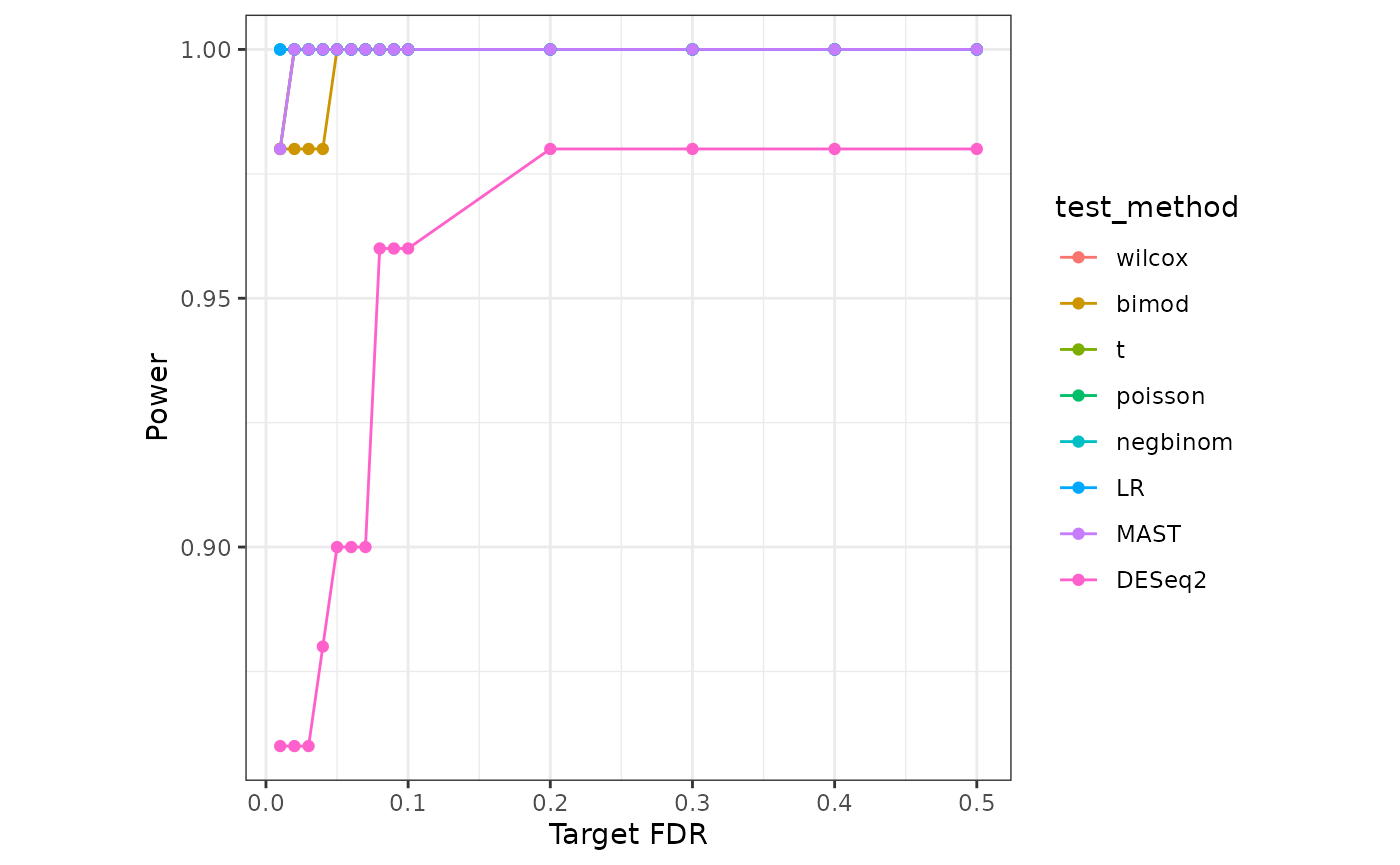 1.00
0.95
0.90
Power
0.0 0.1 0.2 0.3 0.4 0.5
Target FDR
test_method
wilcox
bimod
t
poisson
negbinom
LR
MAST
DESeq2